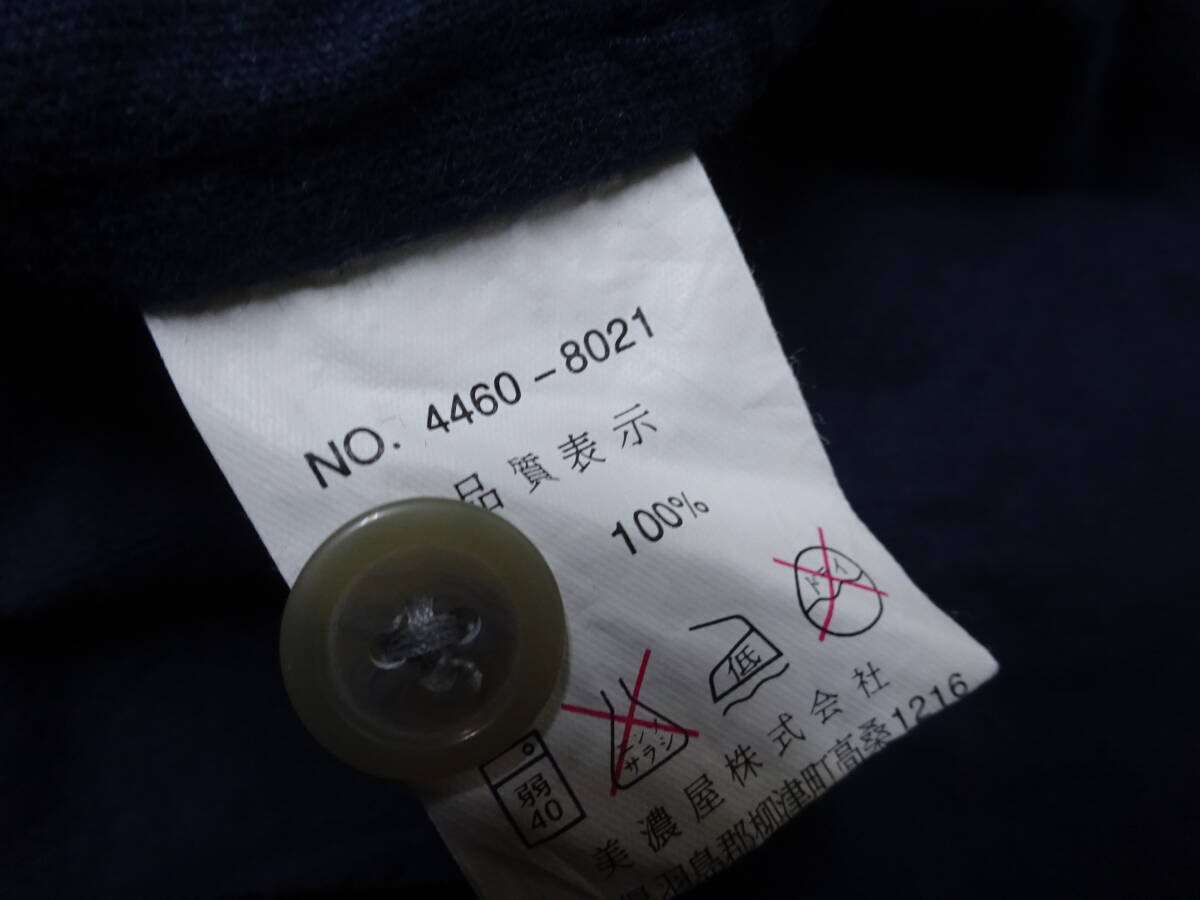 NO. 4460-8021
品質表示
100%
ドライ
低
エンソ
サラシ
弱
40
美濃屋株式会社
羽島郡柳津町高桑1216